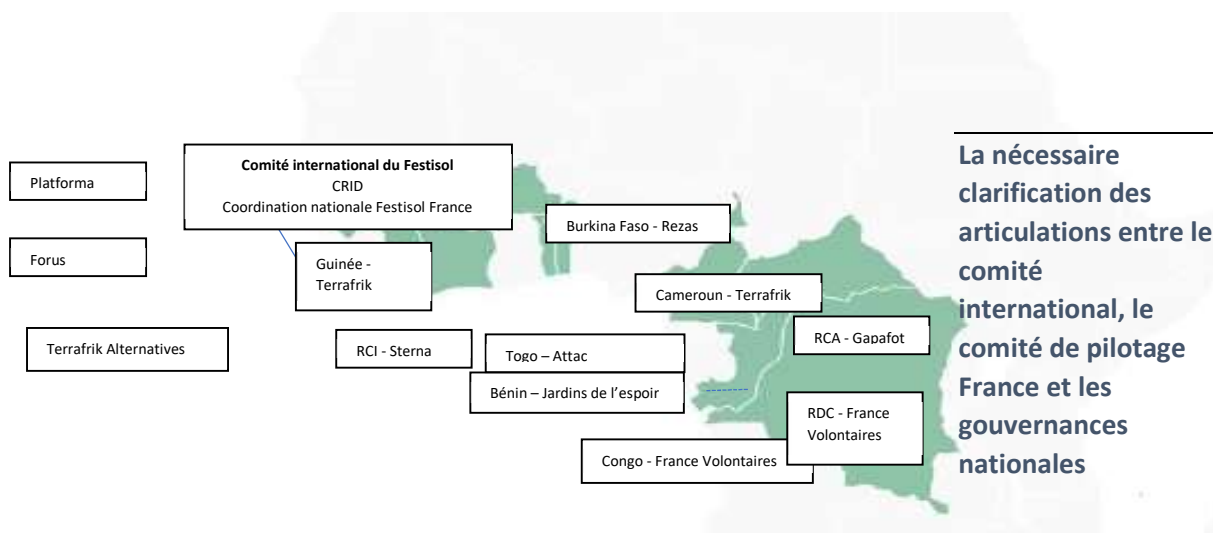 Comité international du Festisol
CRID
Coordination nationale Festisol France
Platforma
Forus
Terrafrik Alternatives
Guinée -
Terrafrik
Burkina Faso - Rezas
Cameroun - Terrafrik
RCA - Gapafot
RCI - Sterna
Togo – Attac
Bénin – Jardins de l’espoir
RDC - France
Volontaires
Congo - France Volontaires
La nécessaire
clarification des
articulations entre le
comité
international, le
comité de pilotage
France et les
gouvernances
nationales